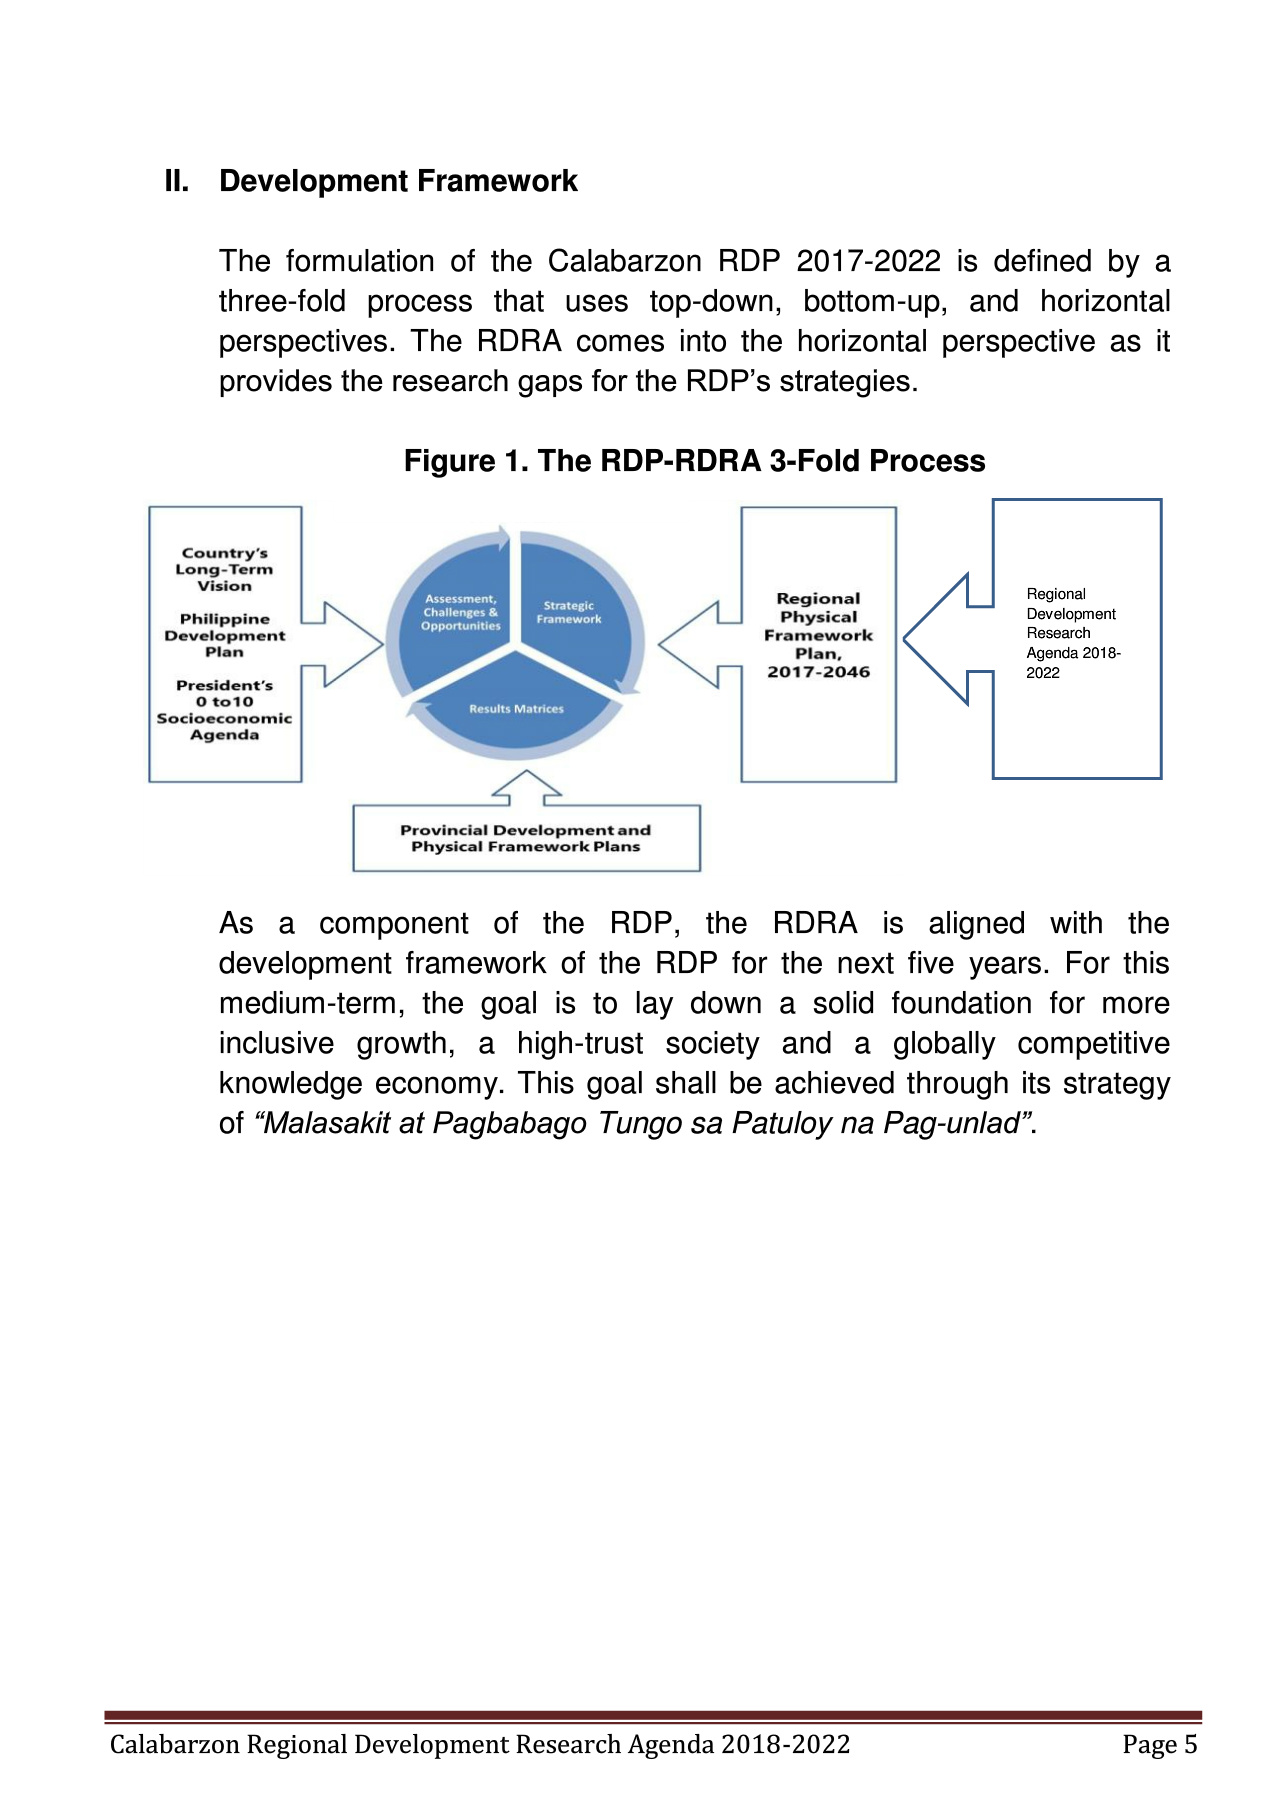 II. Development Framework
The formulation of the Calabarzon RDP 2017-2022 is defined by a
three-fold process that uses top-down, bottom-up, and horizontal
perspectives. The RDRA comes into the horizontal perspective as it
provides the research gaps for the RDP’s strategies.
Figure 1. The RDP-RDRA 3-Fold Process
Country’s
Long-Term
Vision
Philippine
Development
Plan
President’s
0 to10
Socioeconomic
Agenda
Assessment,
Challenges &
Opportunities
Strategic
Framework
Results Matrices
Regional
Physical
Framework
Plan,
2017-2046
Regional
Development
Research
Agenda 2018-
2022
Provincial Development and
Physical Framework Plans
As a component of the RDP, the RDRA is aligned with the
development framework of the RDP for the next five years. For this
medium-term, the goal is to lay down a solid foundation for more
inclusive growth, a high-trust society and a globally competitive
knowledge economy. This goal shall be achieved through its strategy
of “Malasakit at Pagbabago Tungo sa Patuloy na Pag-unlad”.
Calabarzon Regional Development Research Agenda 2018-2022 Page 5